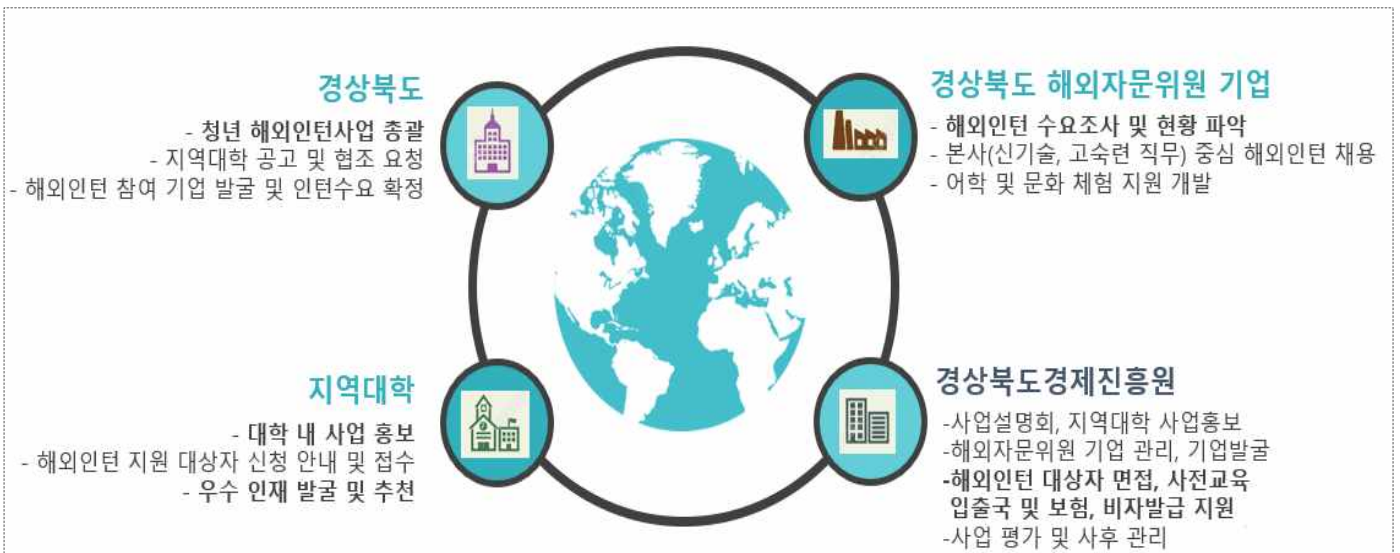 경상북도
- 청년 해외인턴사업 총괄
- 지역대학 공고 및 협조 요청
- 해외인턴 참여 기업 발굴 및 인턴수요 확정
경상북도 해외자문위원 기업
- 해외인턴 수요조사 및 현황 파악
- 본사(신기술, 고숙련 직무) 중심 해외인턴 채용
- 어학 및 문화 체험 지원 개발
지역대학
- 대학 내 사업 홍보
- 해외인턴 지원 대상자 신청 안내 및 접수
- 우수 인재 발굴 및 추천
경상북도경제진흥원
-사업설명회, 지역대학 사업홍보
-해외자문위원 기업 관리, 기업발굴
-해외인턴 대상자 면접, 사전교육
입출국 및 보험, 비자발급 지원
-사업 평가 및 사후 관리